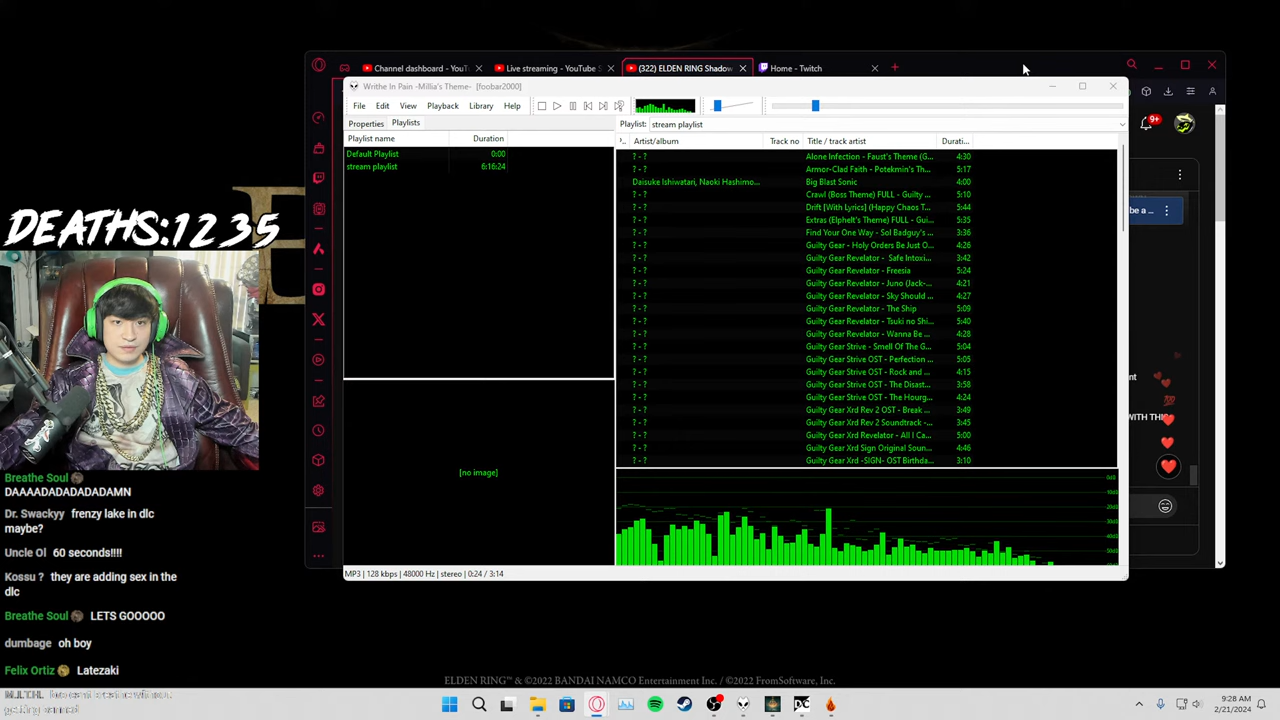 Channel dashboard - YouTube
Live streaming - YouTube S
(322) ELDEN RING Shadow
Home - Twitch
Writhe In Pain -Millia's Theme- [foobar2000]
File Edit View Playback Library Help
Properties Playlists
Playlist: stream playlist
9+
be a ...
Playlist name Duration
Default Playlist 0:00
stream playlist 6:16:24
Artist/album Track no Title / track artist Durati...
? - ? Alone Infection - Faust's Theme (G... 4:30
? - ? Armor-Clad Faith - Potekmin's Th... 5:17
Daisuke Ishiwatari, Naoki Hashimo... Big Blast Sonic 4:00
? - ? Crawl (Boss Theme) FULL - Guilty ... 5:10
? - ? Drift [With Lyrics] (Happy Chaos T... 5:44
? - ? Extras (Elphelt's Theme) FULL - Gui... 5:35
? - ? Find Your One Way - Sol Badguy's ... 3:36
? - ? Guilty Gear - Holy Orders Be Just O... 4:26
? - ? Guilty Gear Revelator - Safe Intoxi... 3:42
? - ? Guilty Gear Revelator - Freesia 5:24
? - ? Guilty Gear Revelator - Juno (Jack-... 4:21
? - ? Guilty Gear Revelator - Sky Should ... 4:27
? - ? Guilty Gear Revelator - The Ship 5:09
? - ? Guilty Gear Revelator - Tsuki no Shi... 5:40
? - ? Guilty Gear Revelator - Wanna Be ... 4:28
? - ? Guilty Gear Strive - Smell Of The G... 5:04
? - ? Guilty Gear Strive OST - Perfection ... 5:05
? - ? Guilty Gear Strive OST - Rock and ... 4:15
? - ? Guilty Gear Strive OST - The Disast... 3:58
? - ? Guilty Gear Strive OST - The Hourg... 4:24
? - ? Guilty Gear Xrd Rev 2 OST - Break ... 3:49
? - ? Guilty Gear Xrd Rev 2 Soundtrack -... 3:45
? - ? Guilty Gear Xrd Revelator - All I Ca... 5:00
? - ? Guilty Gear Xrd Sign Original Soun... 4:46
? - ? Guilty Gear Xrd -SIGN- OST Birthda... 3:10
[no image]
0dB
MP3 | 128 kbps | 48000 Hz | stereo | 0:24 / 3:14
nt
WITH THI
DEATHS:1235
Breathe Soul
DAAAADADADADAMN
Dr. Swackyy frenzy lake in dlc
maybe?
Uncle Ol 60 seconds!!!!
Kossu ? they are adding sex in the
dlc
Breathe Soul LETS GOOOOO
dumbage oh boy
Felix Ortiz Latezaki
ELDEN RING™ & ©2022 BANDAI NAMCO Entertainment Inc. / ©2022 FromSoftware, Inc.
DC
9:28 AM
2/21/2024